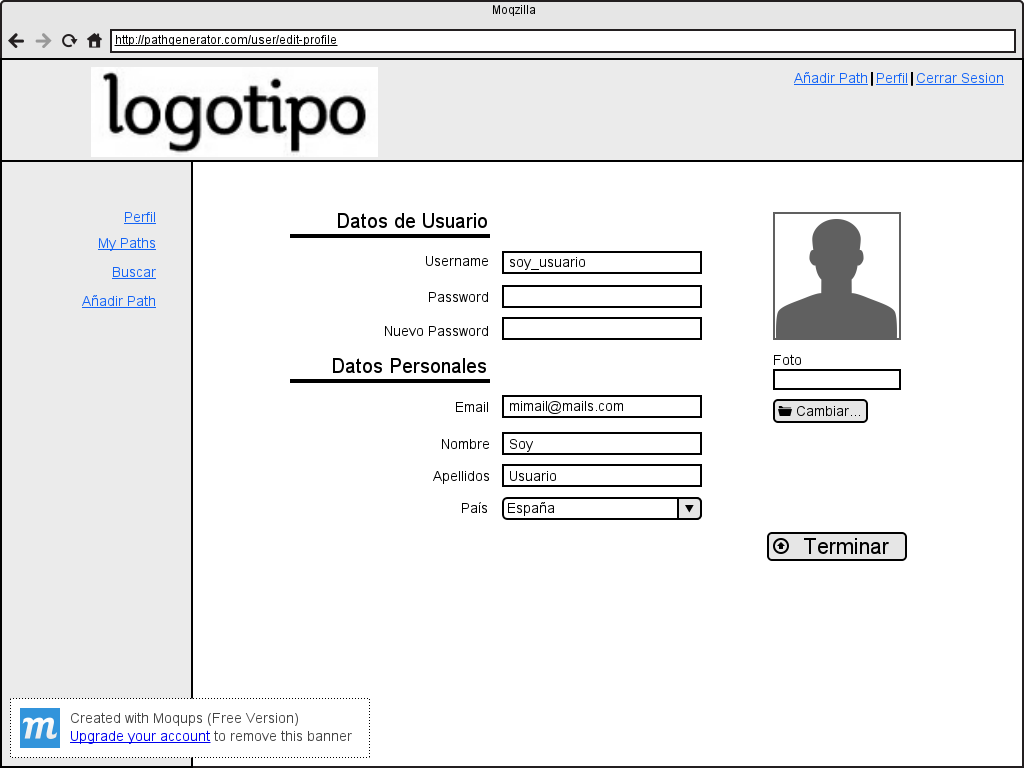 Moqzilla
http://pathgenerator.com/user/edit-profile
logotipo
Añadir Path | Perfil | Cerrar Sesion
Perfil
My Paths
Buscar
Añadir Path
Datos de Usuario
Username soy_usuario
Password
Nuevo Password
Datos Personales
Email mimail@mails.com
Nombre Soy
Apellidos Usuario
País España
Foto
Cambiar...
Terminar
m
Created with Moqups (Free Version)
Upgrade your account to remove this banner